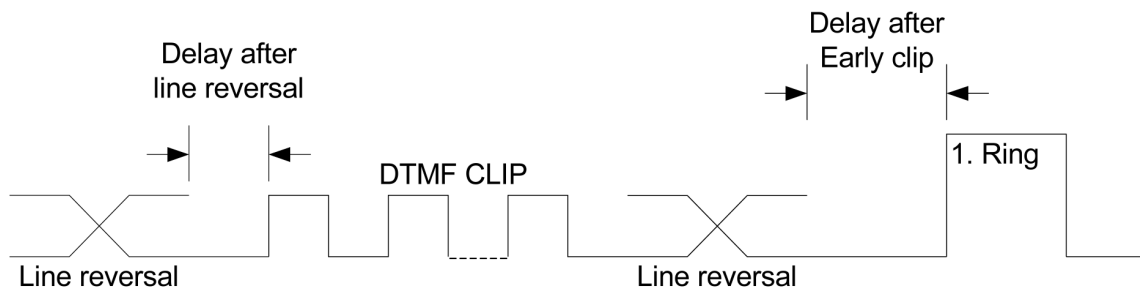 Delay after
line reversal
Delay after
Early clip
DTMF CLIP
1. Ring
Line reversal
Line reversal